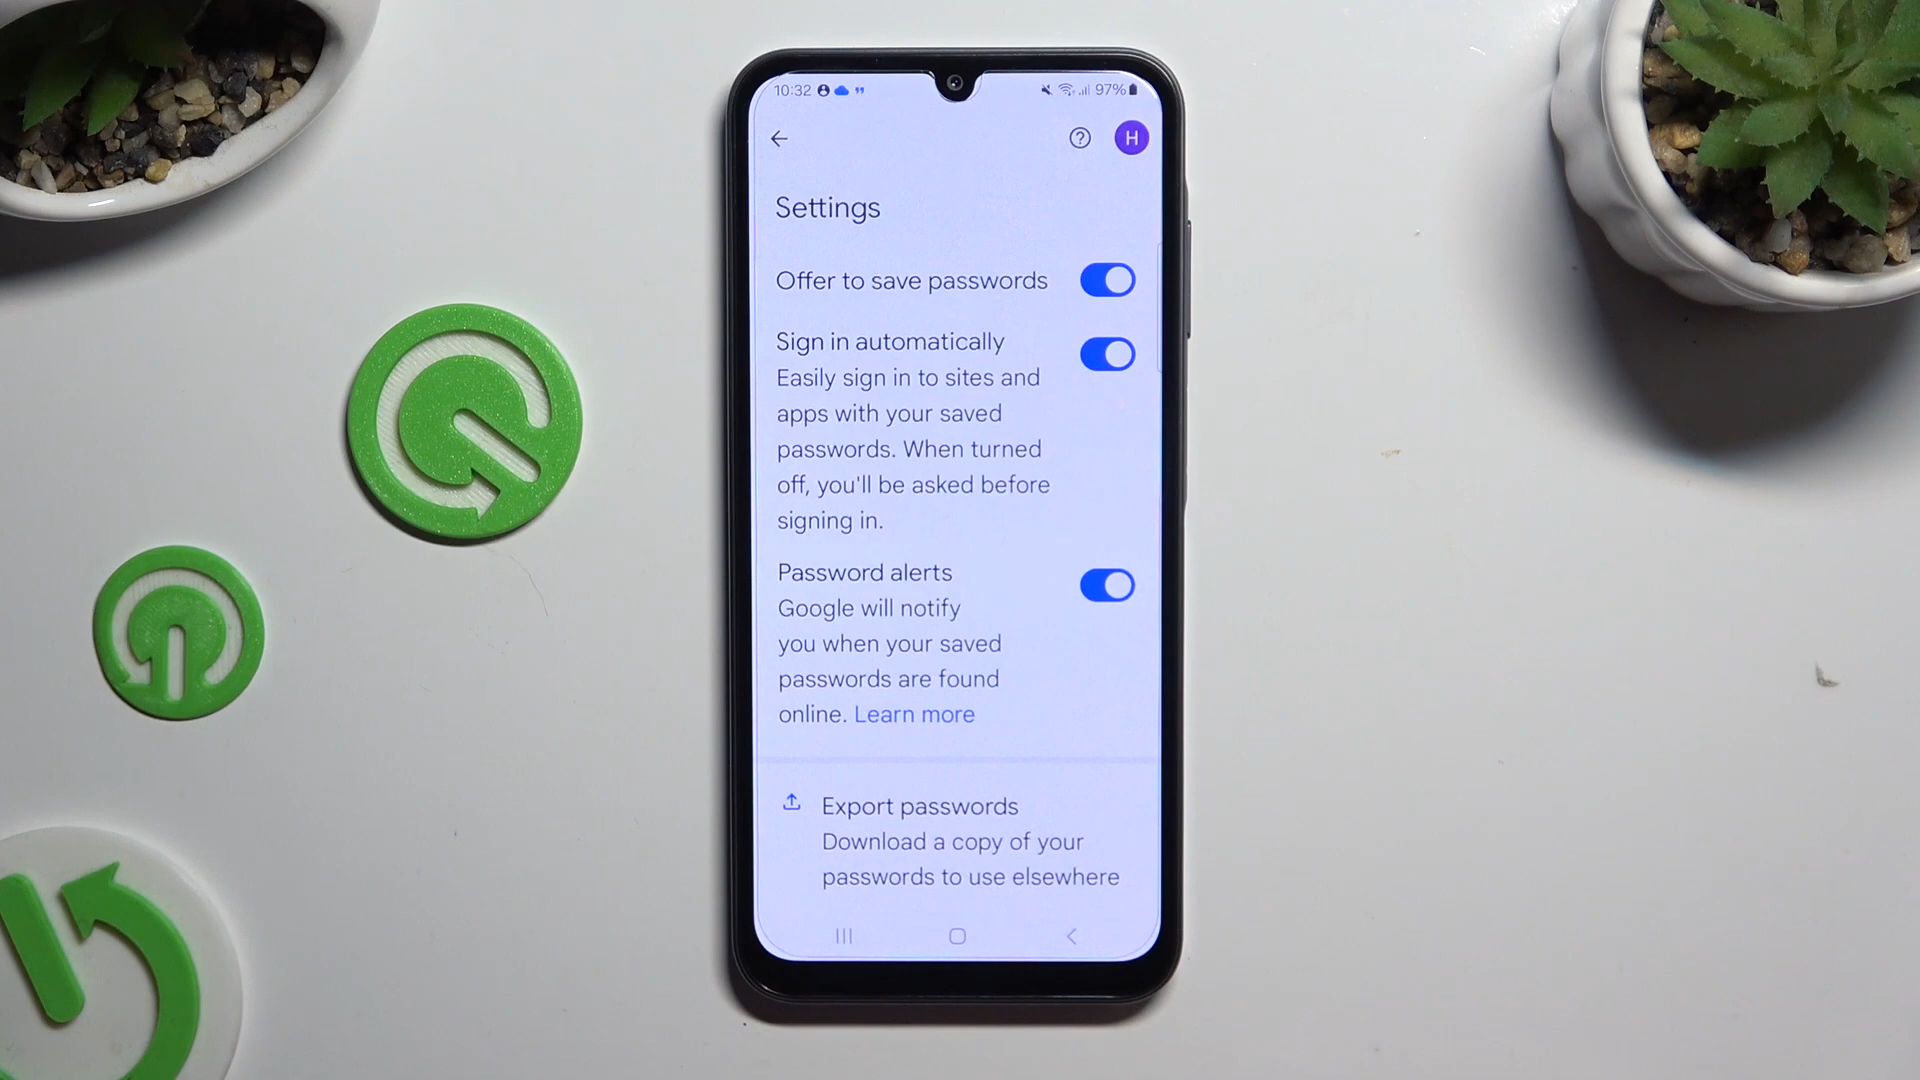 10:32 97%
H
Settings
Offer to save passwords
Sign in automatically
Easily sign in to sites and
apps with your saved
passwords. When turned
off, you'll be asked before
signing in.
Password alerts
Google will notify
you when your saved
passwords are found
online. Learn more
Export passwords
Download a copy of your
passwords to use elsewhere